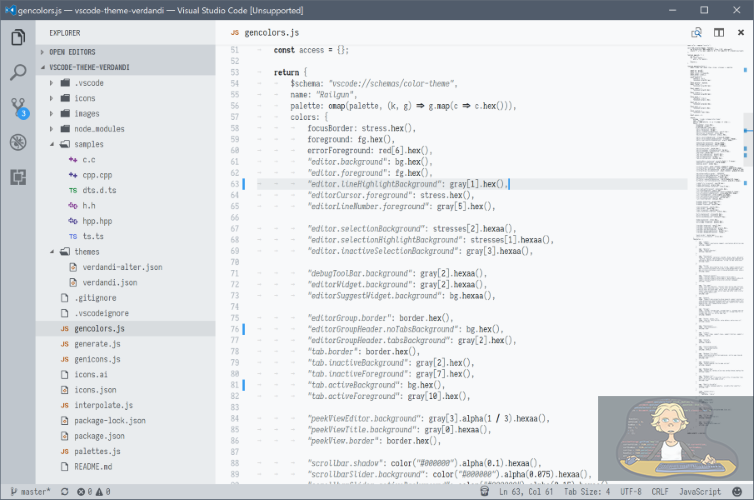 gencolors.js — vscode-theme-verdandi — Visual Studio Code [Unsupported]
EXPLORER
OPEN EDITORS
VSCODE-THEME-VERDANDI
.vscode
icons
images
node_modules
samples
c.c
cpp.cpp
dts.d.ts
h.h
hpp.hpp
ts.ts
themes
verdandi-alter.json
verdandi.json
.gitignore
.vscodeignore
JS gencolors.js
JS generate.js
JS genicons.js
icons.ai
icons.json
JS interpolate.js
package-lock.json
package.json
JS palettes.js
README.md
3
JS gencolors.js
51 const access = {};
52
53 return {
54 $schema: "vscode://schemas/color-theme",
55 name: "Railgun",
56 palette: omap(palette, (k, g) => g.map(c => c.hex())),
57 colors: {
58 focusBorder: stress.hex(),
59 foreground: fg.hex(),
60 errorForeground: red[6].hex(),
61 "editor.background": bg.hex(),
62 "editor.foreground": fg.hex(),
63 "editor.lineHighlightBackground": gray[1].hex(),
64 "editorCursor.foreground": stress.hex(),
65 "editorLineNumber.foreground": gray[5].hex(),
66
67 "editor.selectionBackground": stresses[2].hexaa(),
68 "editor.selectionHighlightBackground": stresses[1].hexaa(),
69 "editor.inactiveSelectionBackground": gray[3].hexaa(),
70
71 "debugToolBar.background": gray[2].hexaa(),
72 "editorWidget.background": gray[2].hexaa(),
73 "editorSuggestWidget.background": bg.hexaa(),
74
75 "editorGroup.border": border.hex(),
76 "editorGroupHeader.noTabsBackground": bg.hex(),
77 "editorGroupHeader.tabsBackground": gray[2].hex(),
78 "tab.border": border.hex(),
79 "tab.inactiveBackground": gray[2].hex(),
80 "tab.inactiveForeground": gray[7].hex(),
81 "tab.activeBackground": bg.hex(),
82 "tab.activeForeground": gray[10].hex(),
83
84 "peekViewEditor.background": gray[3].alpha(1 / 3).hexaa(),
85 "peekViewTitle.background": gray[0].hexaa(),
86 "peekView.border": border.hex(),
87
88 "scrollbar.shadow": color("#000000").alpha(0.1).hexaa(),
89 "scrollbarSlider.background": color("#000000").alpha(0.075).hexaa(),
master* 0 0 Ln 63, Col 61 Tab Size: 4 UTF-8 CRLF JavaScript